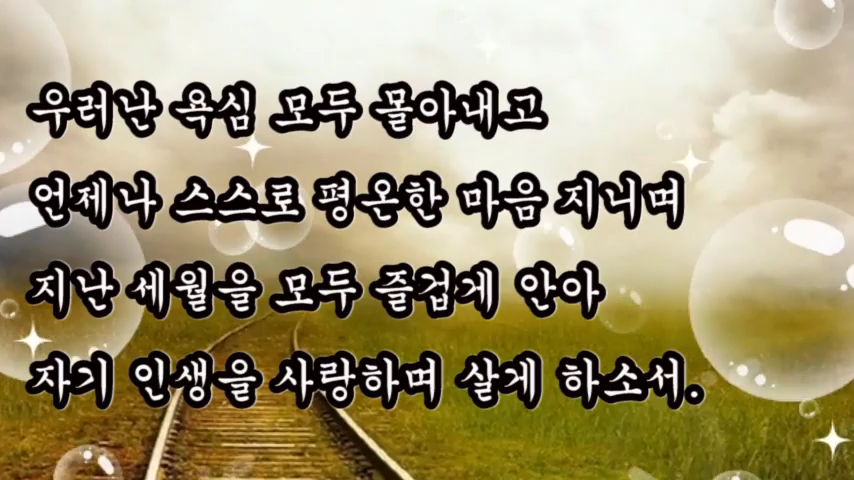 우러난 욕심 모두 몰아내고
언제나 스스로 평온한 마음 지니며
지난 세월을 모두 즐겁게 안아
자기 인생을 사랑하며 살게 하소서.